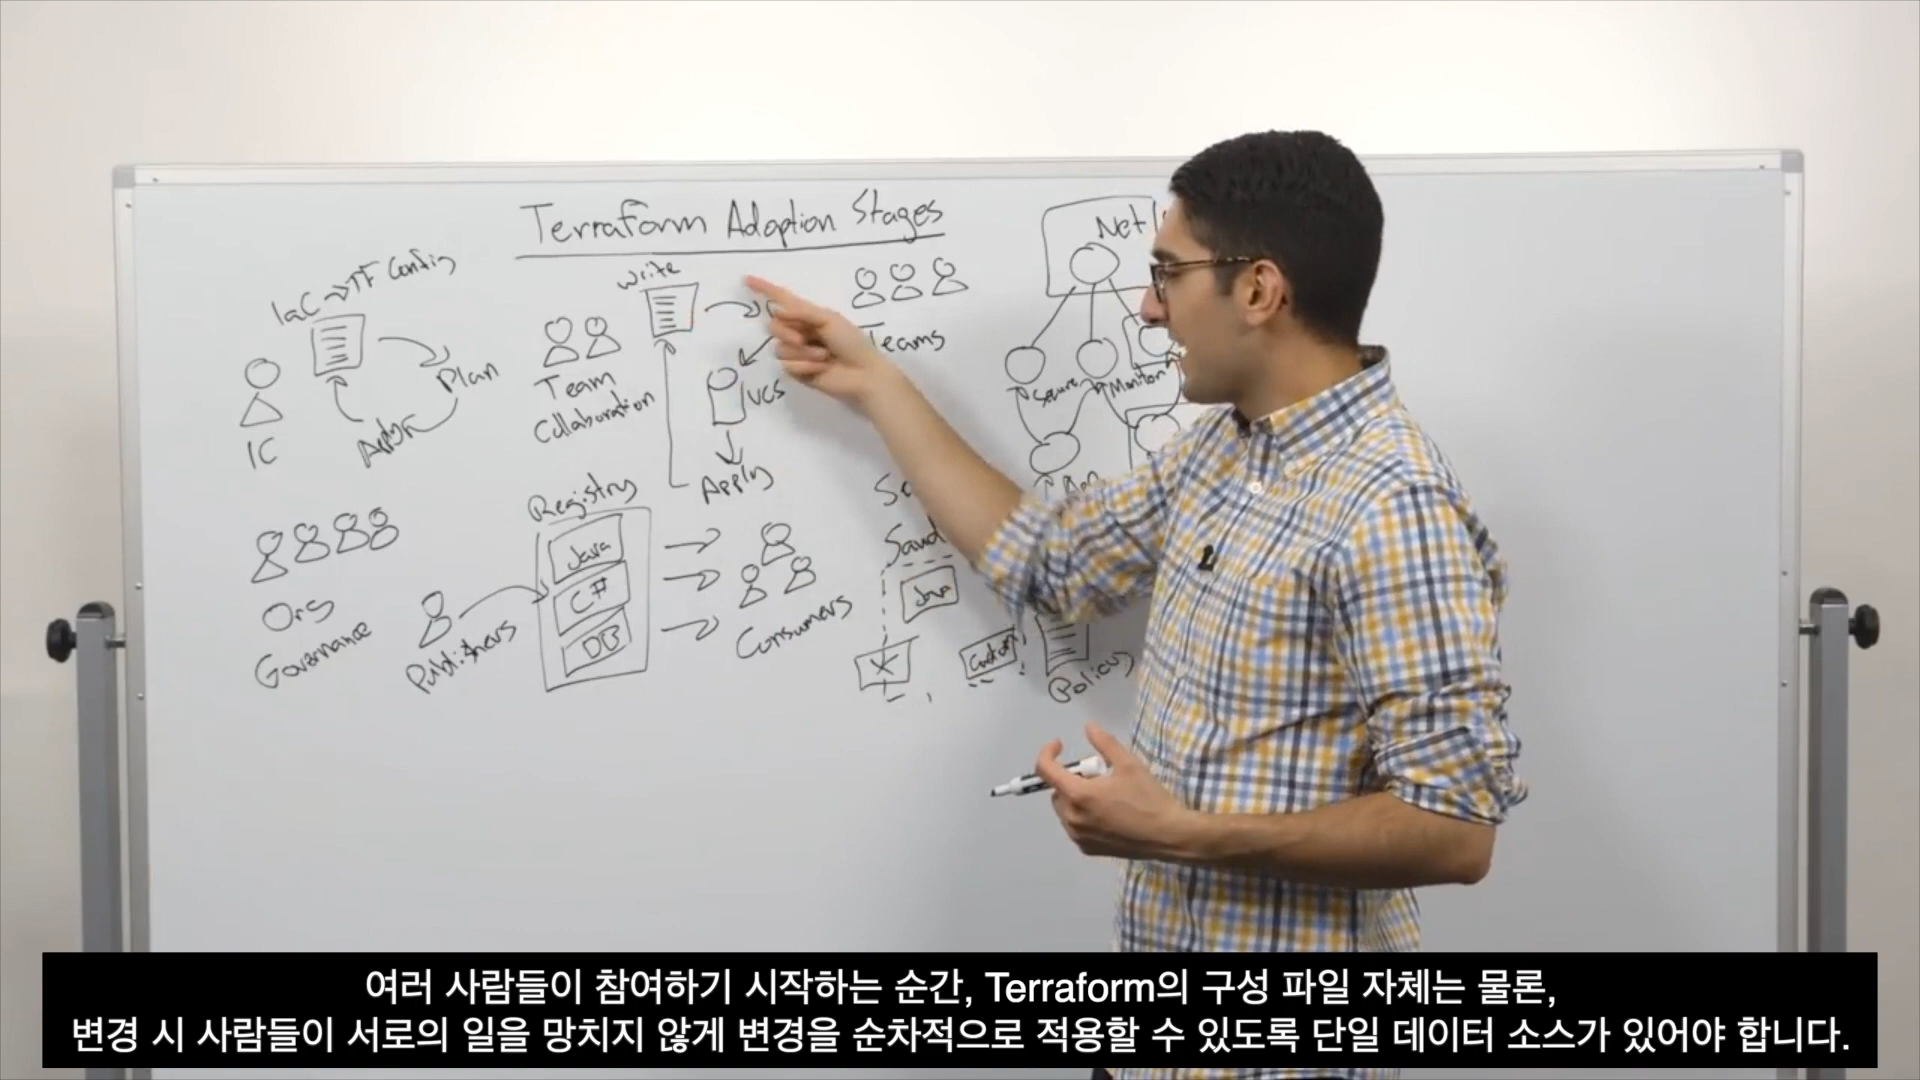 Terraform Adoption Stages
IaC ~ TF Config
Plan
IC
write
VCS
Apply
Team
Collaboration
Teams
Net
Secure
Monitor
Org
Governance
Publishers
Registry
Java
C#
DB
Consumers
Java
X
Custom
Policy
여러 사람들이 참여하기 시작하는 순간, Terraform의 구성 파일 자체는 물론,
변경 시 사람들이 서로의 일을 망치지 않게 변경을 순차적으로 적용할 수 있도록 단일 데이터 소스가 있어야 합니다.